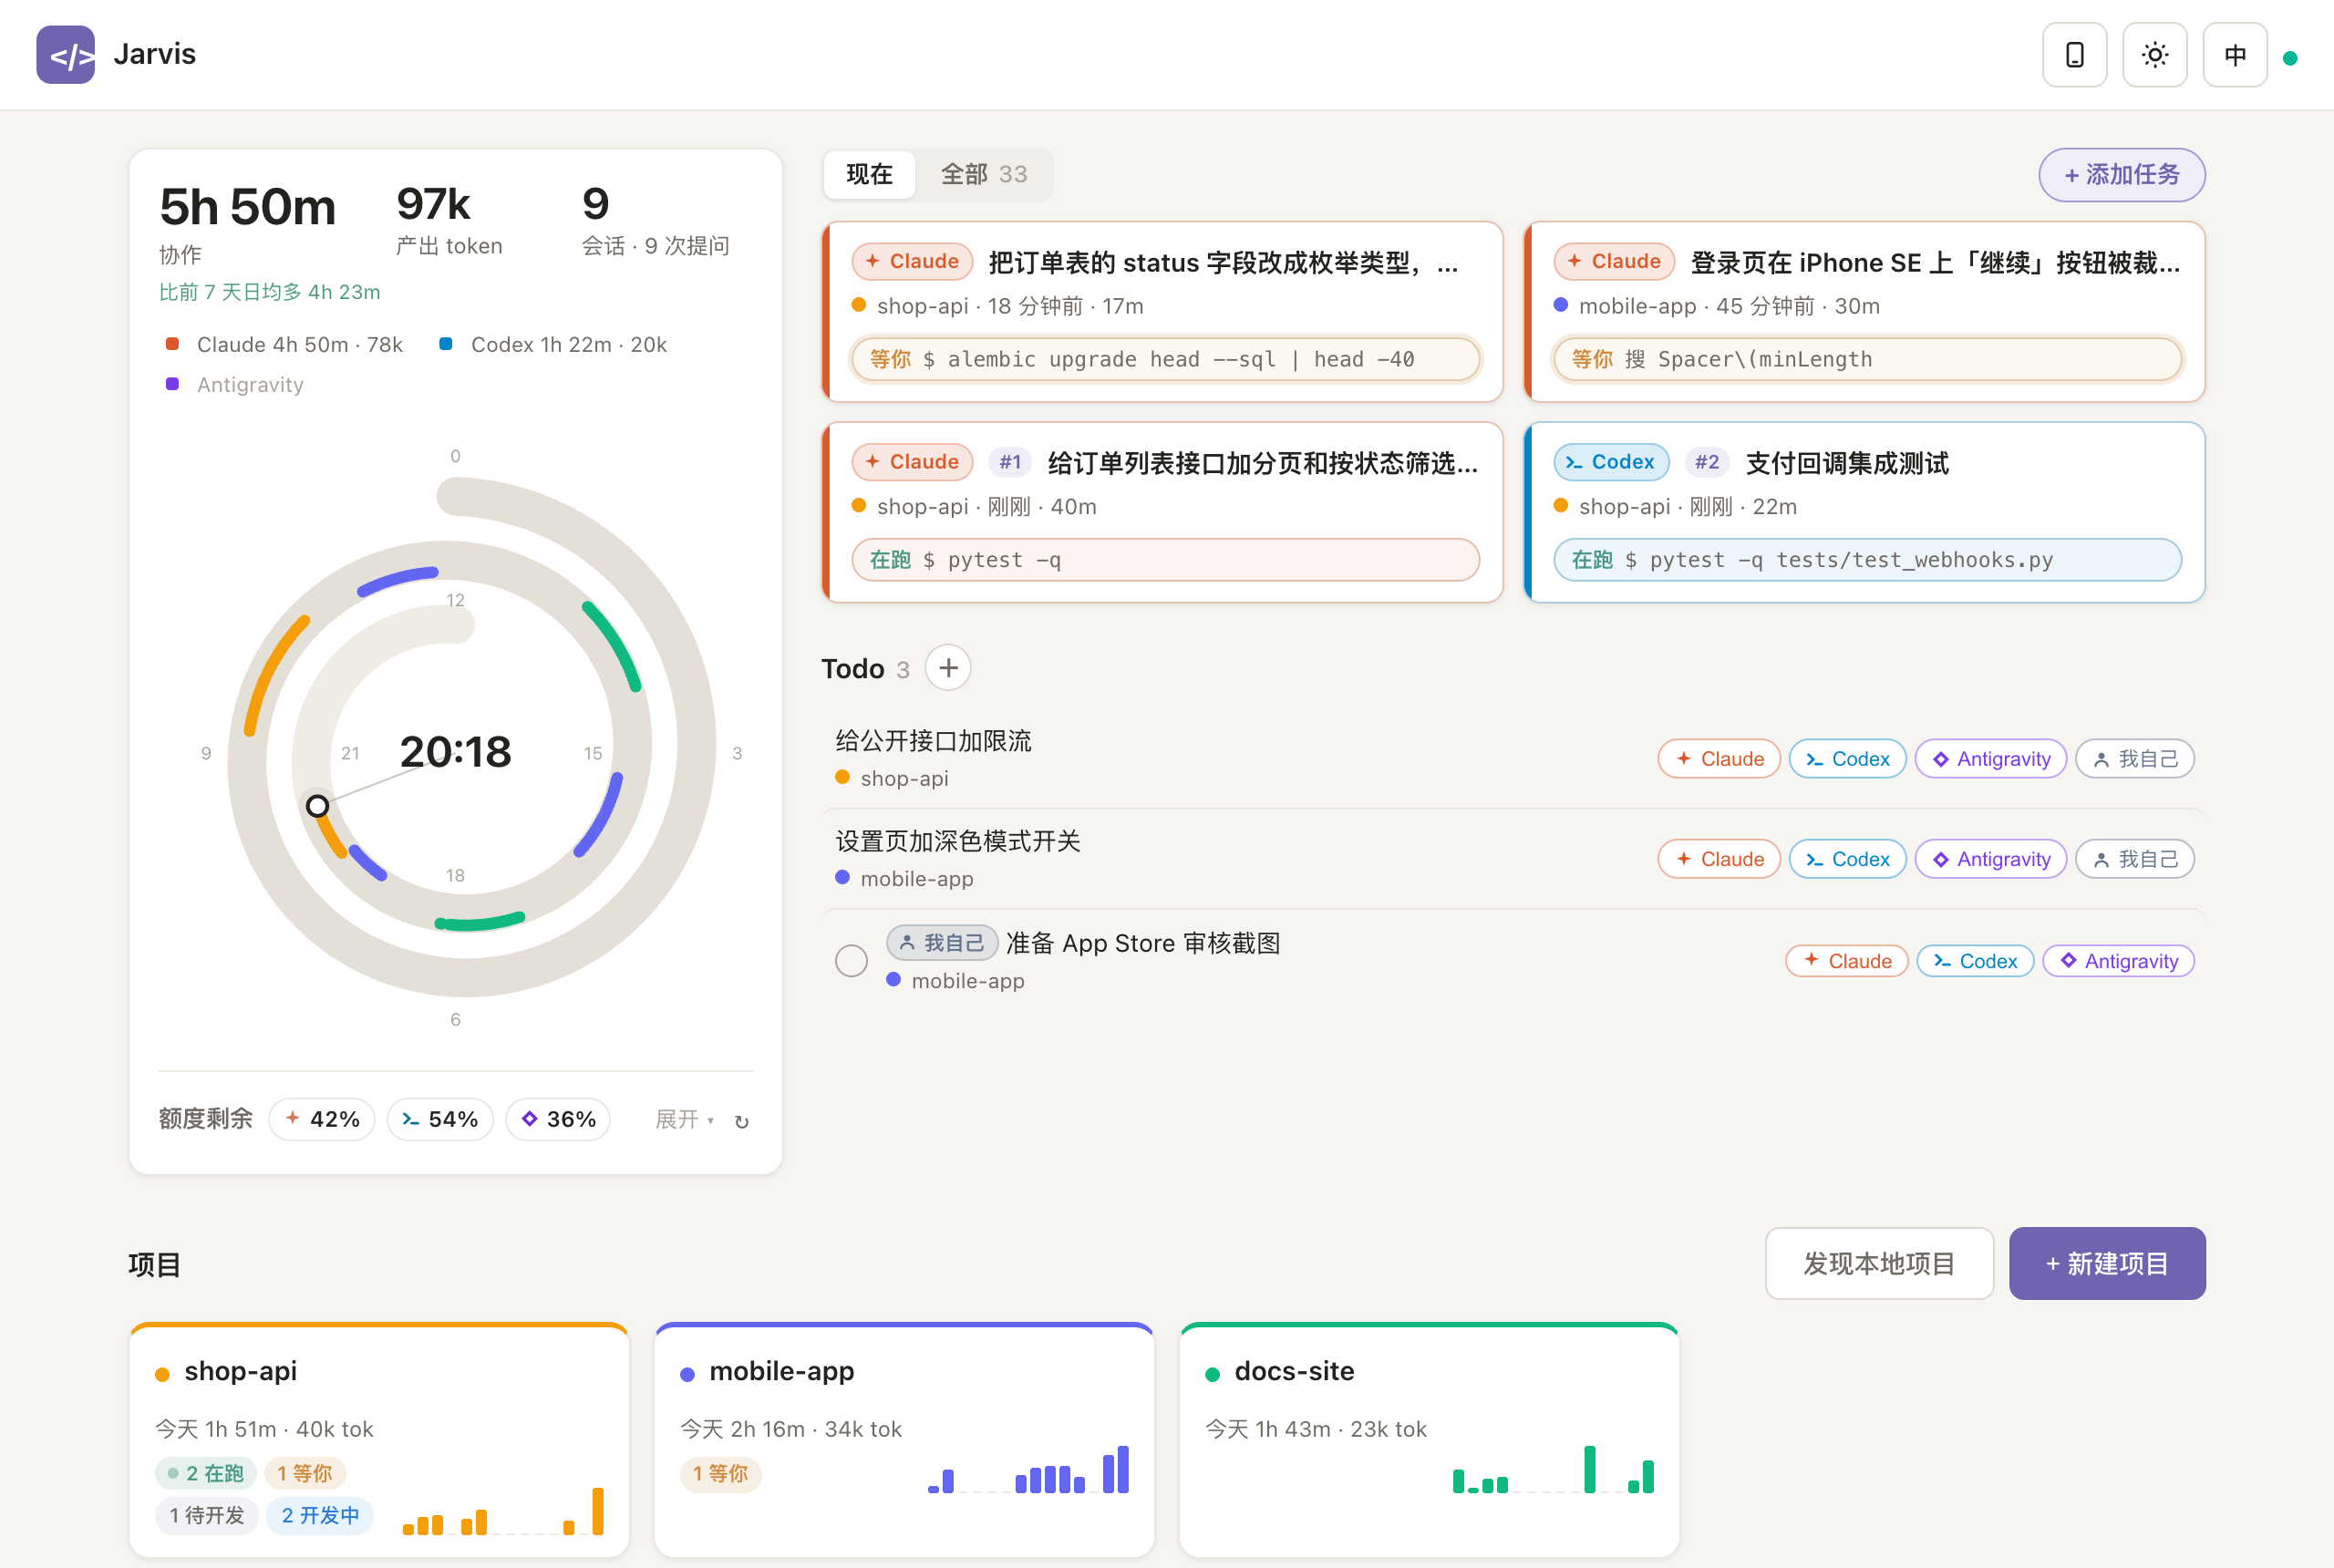 </> Jarvis
中
5h 50m
协作
比前 7 天日均多 4h 23m
97k
产出 token
9
会话 · 9 次提问
Claude 4h 50m · 78k
Codex 1h 22m · 20k
Antigravity
0
12
9
21
20:18
15
3
18
6
额度剩余
42%
54%
36%
展开 ▾
↻
现在
全部 33
+ 添加任务
Claude 把订单表的 status 字段改成枚举类型，...
shop-api · 18 分钟前 · 17m
等你 $ alembic upgrade head --sql | head -40
Claude 登录页在 iPhone SE 上「继续」按钮被裁...
mobile-app · 45 分钟前 · 30m
等你 搜 Spacer\(minLength
Claude #1 给订单列表接口加分页和按状态筛选...
shop-api · 刚刚 · 40m
在跑 $ pytest -q
Codex #2 支付回调集成测试
shop-api · 刚刚 · 22m
在跑 $ pytest -q tests/test_webhooks.py
Todo 3 +
给公开接口加限流
shop-api
Claude Codex Antigravity 我自己
设置页加深色模式开关
mobile-app
Claude Codex Antigravity 我自己
我自己 准备 App Store 审核截图
mobile-app
Claude Codex Antigravity
项目
发现本地项目
+ 新建项目
shop-api
今天 1h 51m · 40k tok
2 在跑 1 等你
1 待开发 2 开发中
mobile-app
今天 2h 16m · 34k tok
1 等你
docs-site
今天 1h 43m · 23k tok